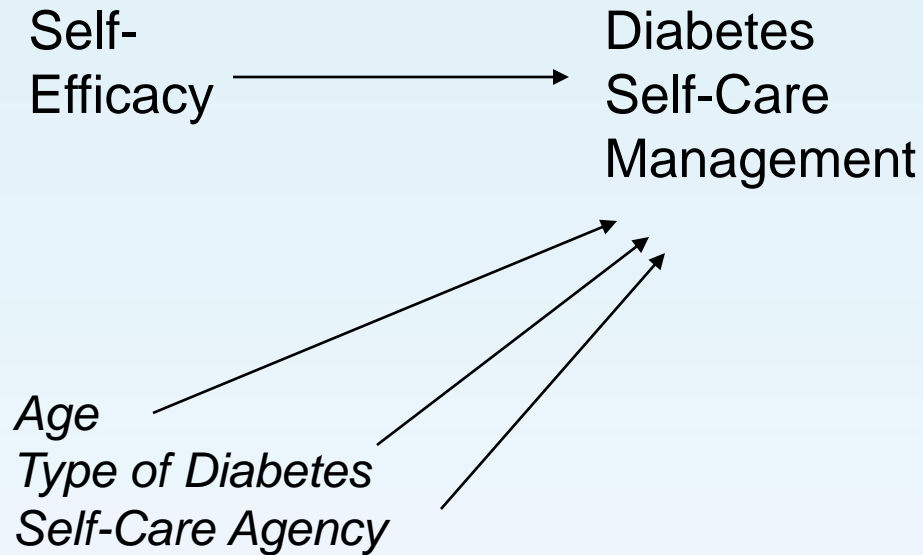 Self-
Efficacy
Diabetes
Self-Care
Management
Age
Type of Diabetes
Self-Care Agency